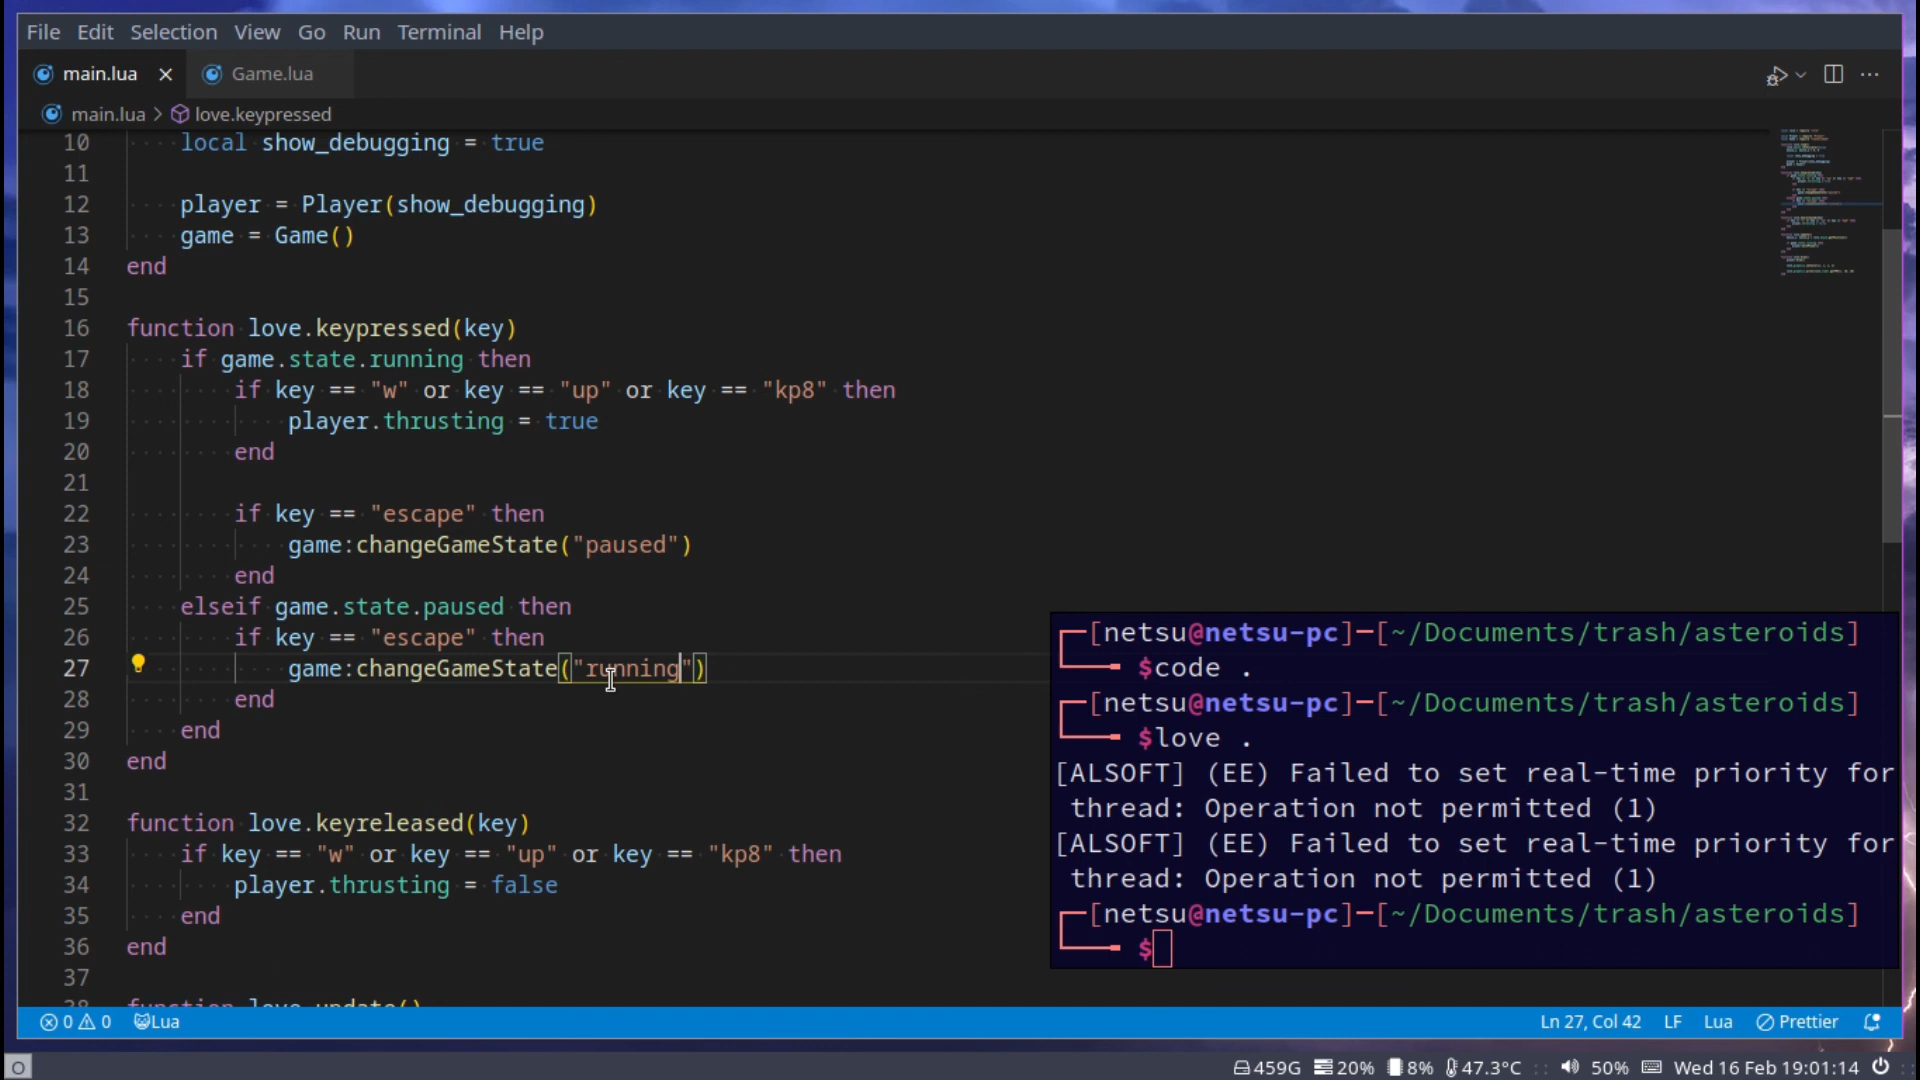 File Edit Selection View Go Run Terminal Help
main.lua Game.lua
main.lua > love.keypressed
10 local show_debugging = true
11
12 player = Player(show_debugging)
13 game = Game()
14 end
15
16 function love.keypressed(key)
17 if game.state.running then
18 if key == "w" or key == "up" or key == "kp8" then
19 player.thrusting = true
20 end
21
22 if key == "escape" then
23 game:changeGameState("paused")
24 end
25 elseif game.state.paused then
26 if key == "escape" then
27 game:changeGameState("running")
28 end
29 end
30 end
31
32 function love.keyreleased(key)
33 if key == "w" or key == "up" or key == "kp8" then
34 player.thrusting = false
35 end
36 end
37
38 function love.update()
[netsu@netsu-pc]-[~/Documents/trash/asteroids]
$code .
[netsu@netsu-pc]-[~/Documents/trash/asteroids]
$love .
[ALSOFT] (EE) Failed to set real-time priority for
thread: Operation not permitted (1)
[ALSOFT] (EE) Failed to set real-time priority for
thread: Operation not permitted (1)
[netsu@netsu-pc]-[~/Documents/trash/asteroids]
$
0 0 Lua Ln 27, Col 42 LF Lua Prettier
459G 20% 8% 47.3°C 50% Wed 16 Feb 19:01:14